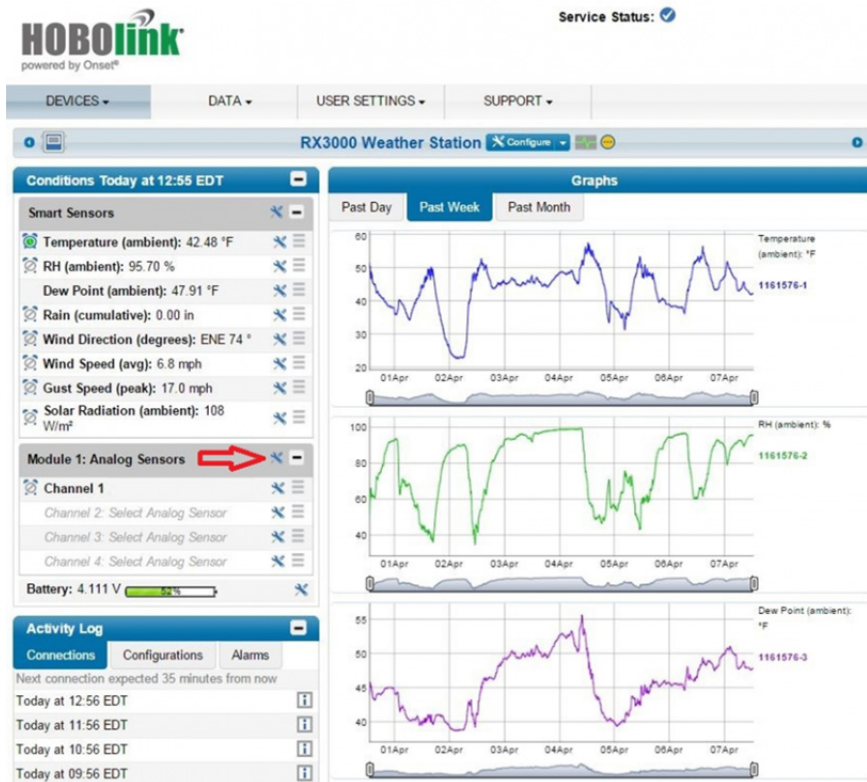 Service Status:
HOBOlink®
powered by Onset®
DEVICES
DATA
USER SETTINGS
SUPPORT
RX3000 Weather Station
Configure
Conditions Today at 12:55 EDT
Smart Sensors
Temperature (ambient): 42.48 °F
RH (ambient): 95.70 %
Dew Point (ambient): 47.91 °F
Rain (cumulative): 0.00 in
Wind Direction (degrees): ENE 74 °
Wind Speed (avg): 6.8 mph
Gust Speed (peak): 17.0 mph
Solar Radiation (ambient): 108
W/m²
Module 1: Analog Sensors
Channel 1
Channel 2: Select Analog Sensor
Channel 3: Select Analog Sensor
Channel 4: Select Analog Sensor
Battery: 4.111 V 52%
Activity Log
Connections Configurations Alarms
Next connection expected 35 minutes from now
Today at 12:56 EDT
Today at 11:56 EDT
Today at 10:56 EDT
Today at 09:56 EDT
Graphs
Past Day Past Week Past Month
60
40
30
20
01Apr 02Apr 03Apr 04Apr 05Apr 06Apr 07Apr
Temperature
(ambient): °F
1161576-1
100
80
60
40
01Apr 02Apr 03Apr 04Apr 05Apr 06Apr 07Apr
RH (ambient): %
1161576-2
55
50
45
40
01Apr 02Apr 03Apr 04Apr 05Apr 06Apr 07Apr
Dew Point (ambient):
°F
1161576-3